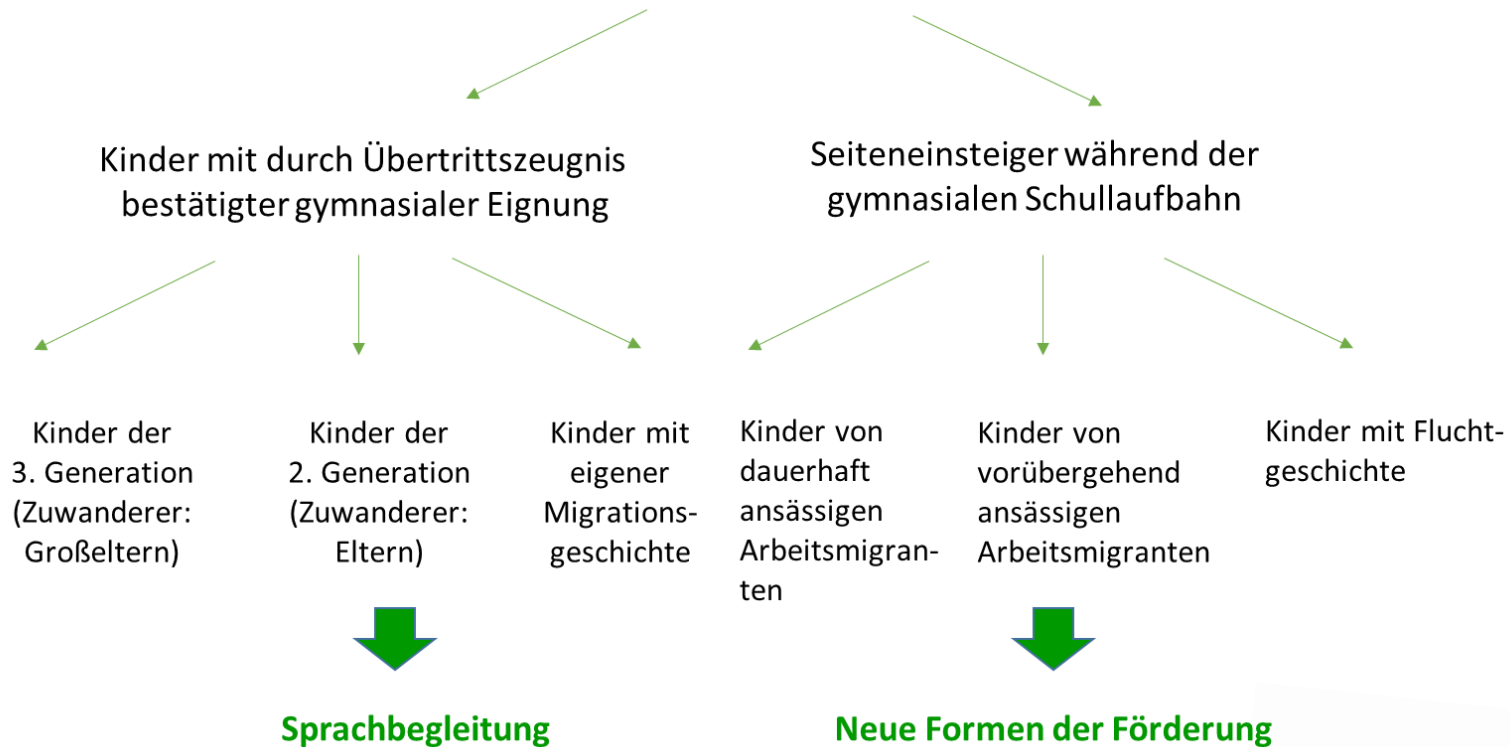 Kinder mit durch Übertrittszeugnis
bestätigter gymnasialer Eignung
Seiteneinsteiger während der
gymnasialen Schullaufbahn
Kinder der
3. Generation
(Zuwanderer:
Großeltern)
Kinder der
2. Generation
(Zuwanderer:
Eltern)
Kinder mit
eigener
Migrations-
geschichte
Kinder von
dauerhaft
ansässigen
Arbeitsmigran-
ten
Kinder von
vorübergehend
ansässigen
Arbeitsmigranten
Kinder mit Flucht-
geschichte
Sprachbegleitung
Neue Formen der Förderung